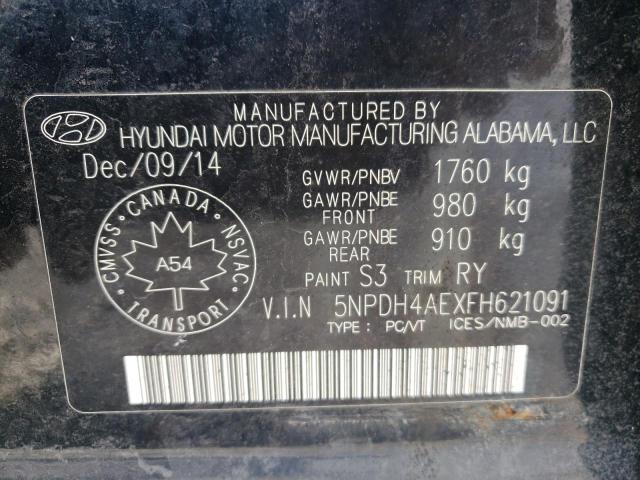 MANUFACTURED BY
HYUNDAI MOTOR MANUFACTURING ALABAMA, LLC
Dec/09/14
GVWR/PNBV 1760 kg
GAWR/PNBE FRONT 980 kg
GAWR/PNBE REAR 910 kg
PAINT S3 TRIM RY
V.I.N 5NPDH4AEXFH621091
TYPE : PC/VT ICES/NMB-002
CMVSS • CANADA • NSVAC
A54
TRANSPORT